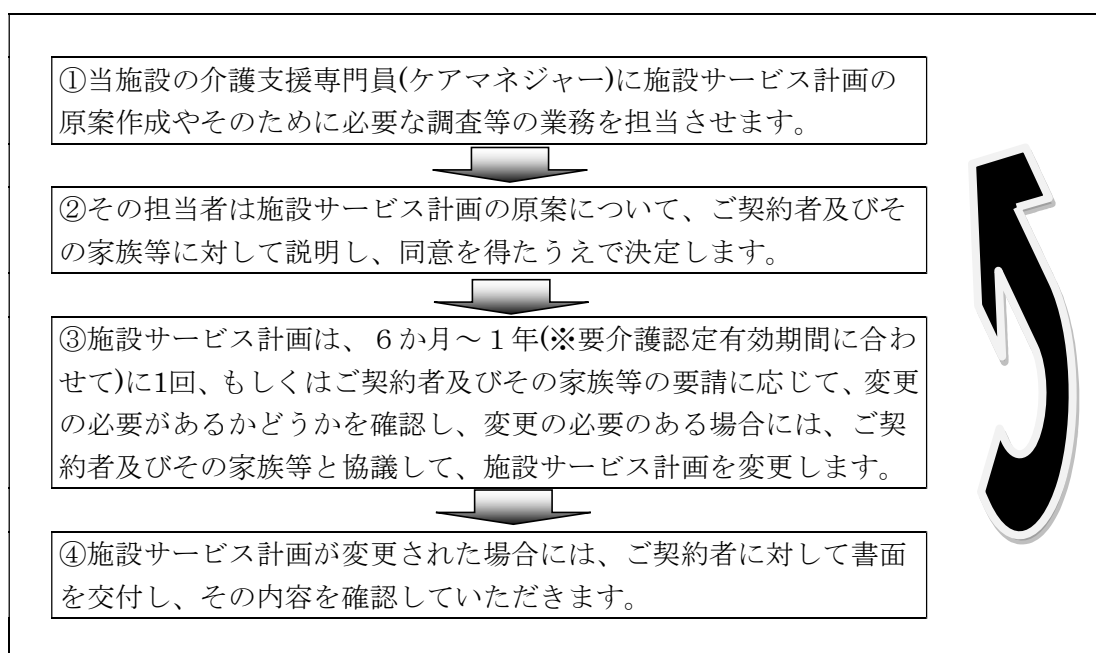 ①当施設の介護支援専門員(ケアマネジャー)に施設サービス計画の
原案作成やそのために必要な調査等の業務を担当させます。
②その担当者は施設サービス計画の原案について、ご契約者及びそ
の家族等に対して説明し、同意を得たうえで決定します。
③施設サービス計画は、６か月～１年(※要介護認定有効期間に合わ
せて)に1回、もしくはご契約者及びその家族等の要請に応じて、変更
の必要があるかどうかを確認し、変更の必要のある場合には、ご契
約者及びその家族等と協議して、施設サービス計画を変更します。
④施設サービス計画が変更された場合には、ご契約者に対して書面
を交付し、その内容を確認していただきます。